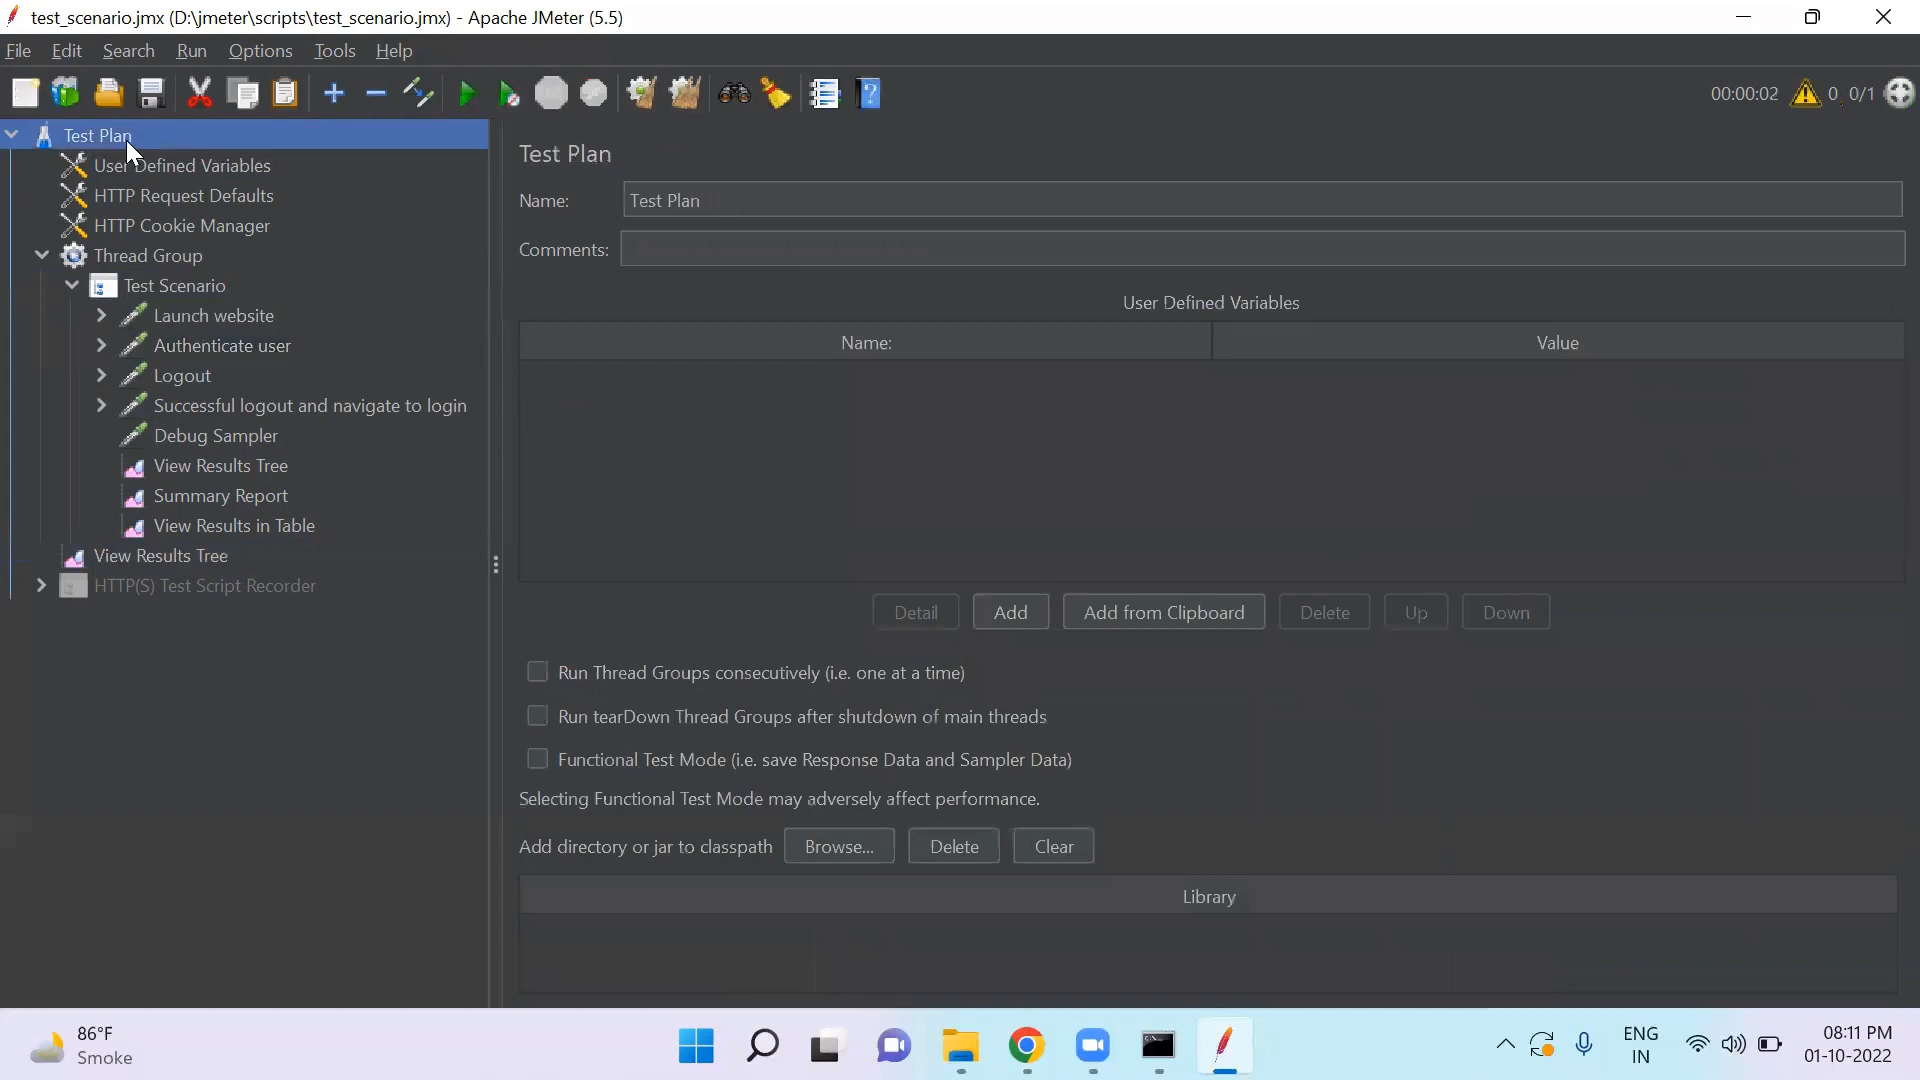 test_scenario.jmx (D:\jmeter\scripts\test_scenario.jmx) - Apache JMeter (5.5)
File Edit Search Run Options Tools Help
00:00:02 0 0/1
Test Plan
User Defined Variables
HTTP Request Defaults
HTTP Cookie Manager
Thread Group
Test Scenario
Launch website
Authenticate user
Logout
Successful logout and navigate to login
Debug Sampler
View Results Tree
Summary Report
View Results in Table
View Results Tree
HTTP(S) Test Script Recorder
Test Plan
Name: Test Plan
Comments:
User Defined Variables
Name: Value
Detail Add Add from Clipboard Delete Up Down
Run Thread Groups consecutively (i.e. one at a time)
Run tearDown Thread Groups after shutdown of main threads
Functional Test Mode (i.e. save Response Data and Sampler Data)
Selecting Functional Test Mode may adversely affect performance.
Add directory or jar to classpath Browse... Delete Clear
Library
86°F
Smoke
ENG
IN
08:11 PM
01-10-2022